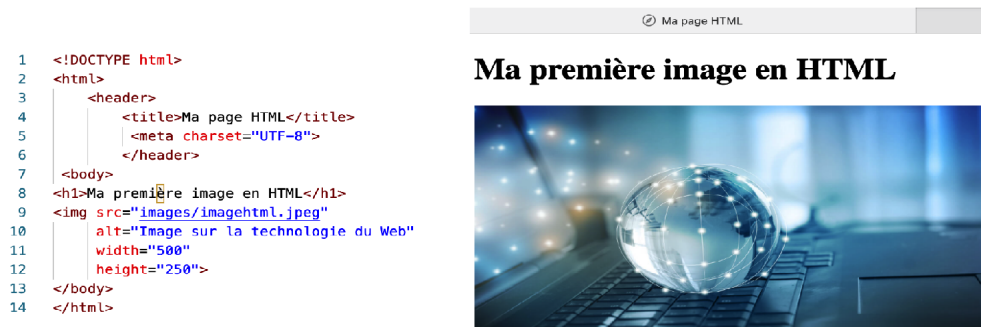 1 <!DOCTYPE html>
2 <html>
3 <header>
4 <title>Ma page HTML</title>
5 <meta charset="UTF-8">
6 </header>
7 <body>
8 <h1>Ma première image en HTML</h1>
9 <img src="images/imagehtml.jpeg"
10 alt="Image sur la technologie du Web"
11 width="500"
12 height="250">
13 </body>
14 </html>
Ma page HTML
Ma première image en HTML